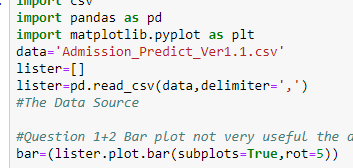 import csv
import pandas as pd
import matplotlib.pyplot as plt
data='Admission_Predict_Ver1.1.csv'
lister=[]
lister=pd.read_csv(data,delimiter=',')
#The Data Source
#Question 1+2 Bar plot not very useful the
bar=(lister.plot.bar(subplots=True,rot=5))